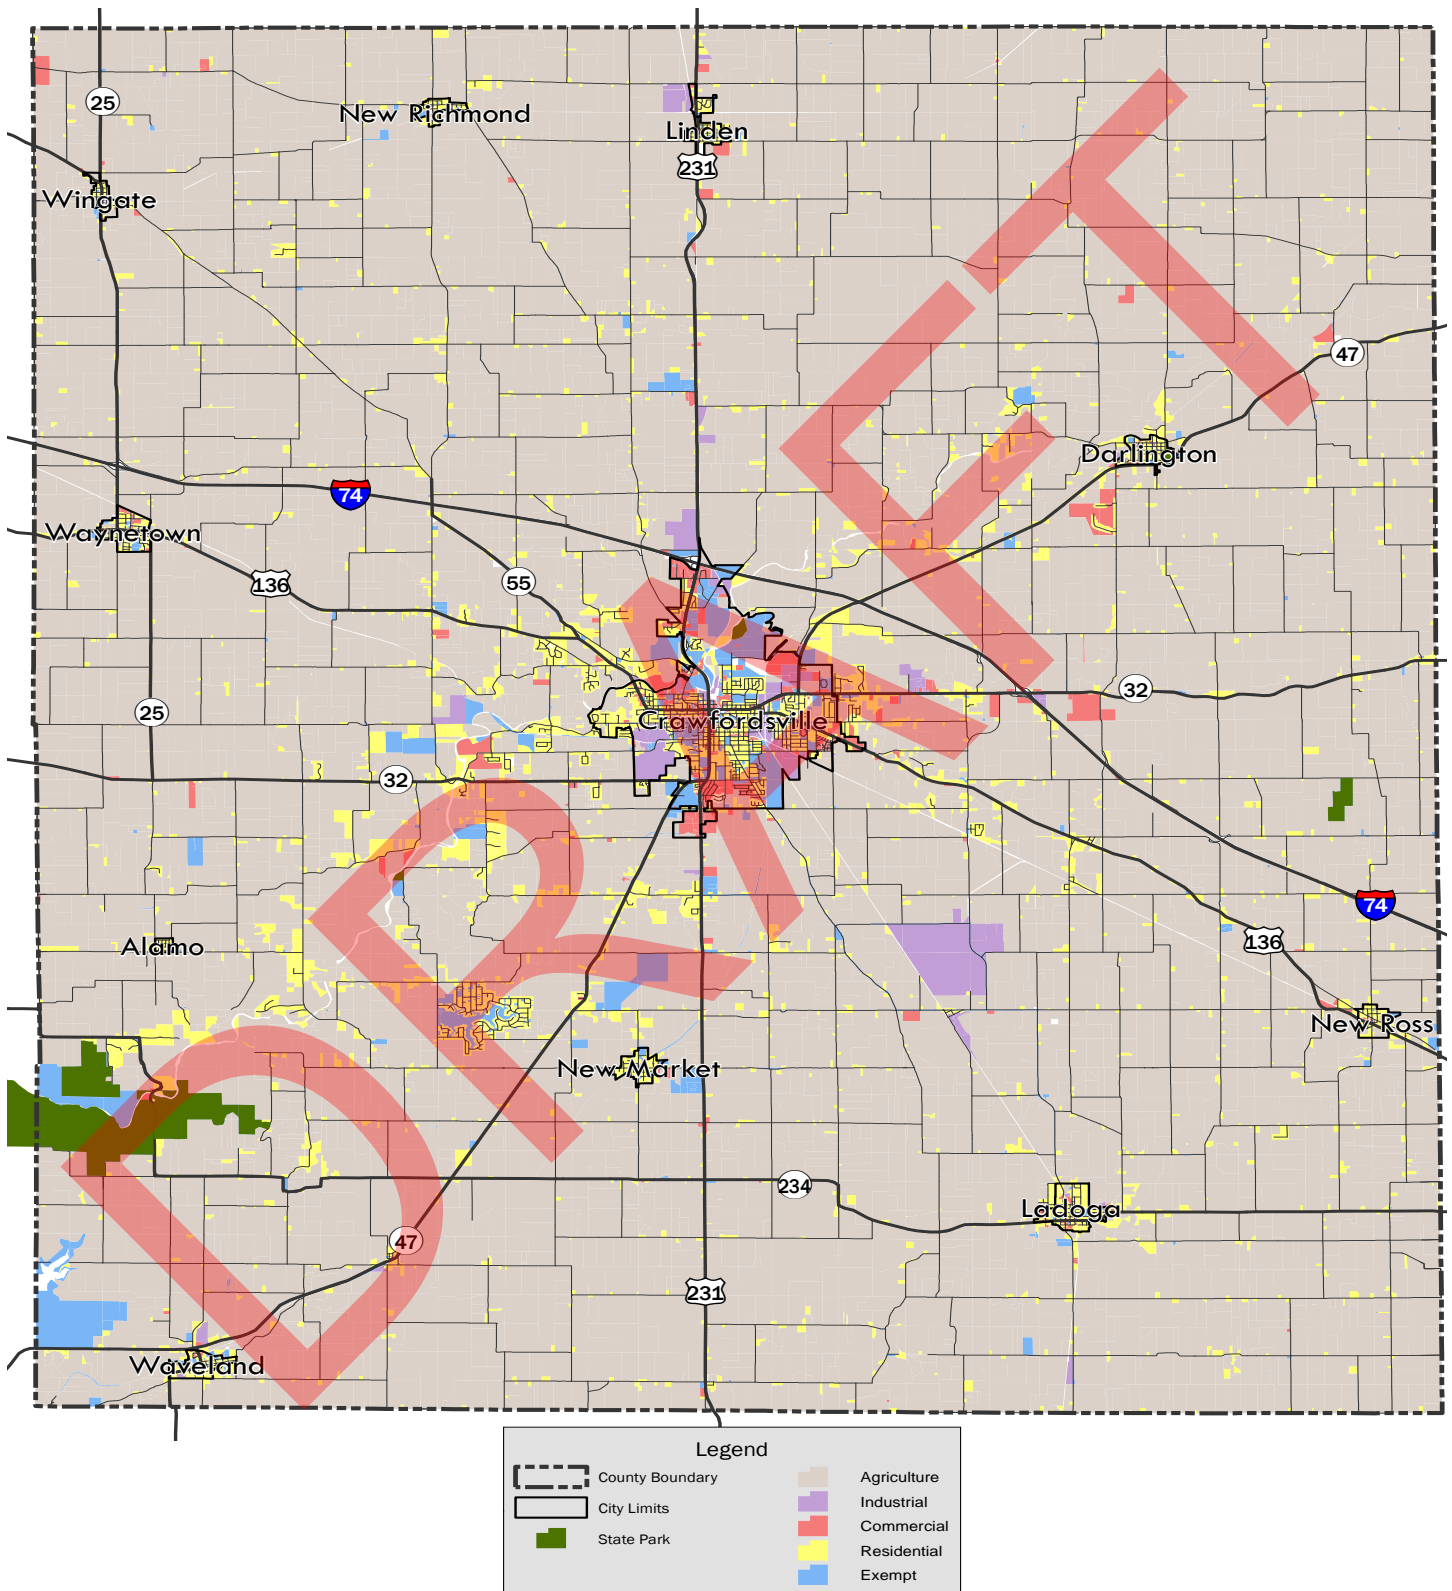 25
New Richmond
Linden
231
Wingate
47
Darlington
74
Waynetown
136
55
32
25
Crawfordsville
32
74
136
Alamo
New Ross
New Market
234
Ladoga
47
231
Waveland
DRAFT
Legend
County Boundary
City Limits
State Park
Agriculture
Industrial
Commercial
Residential
Exempt